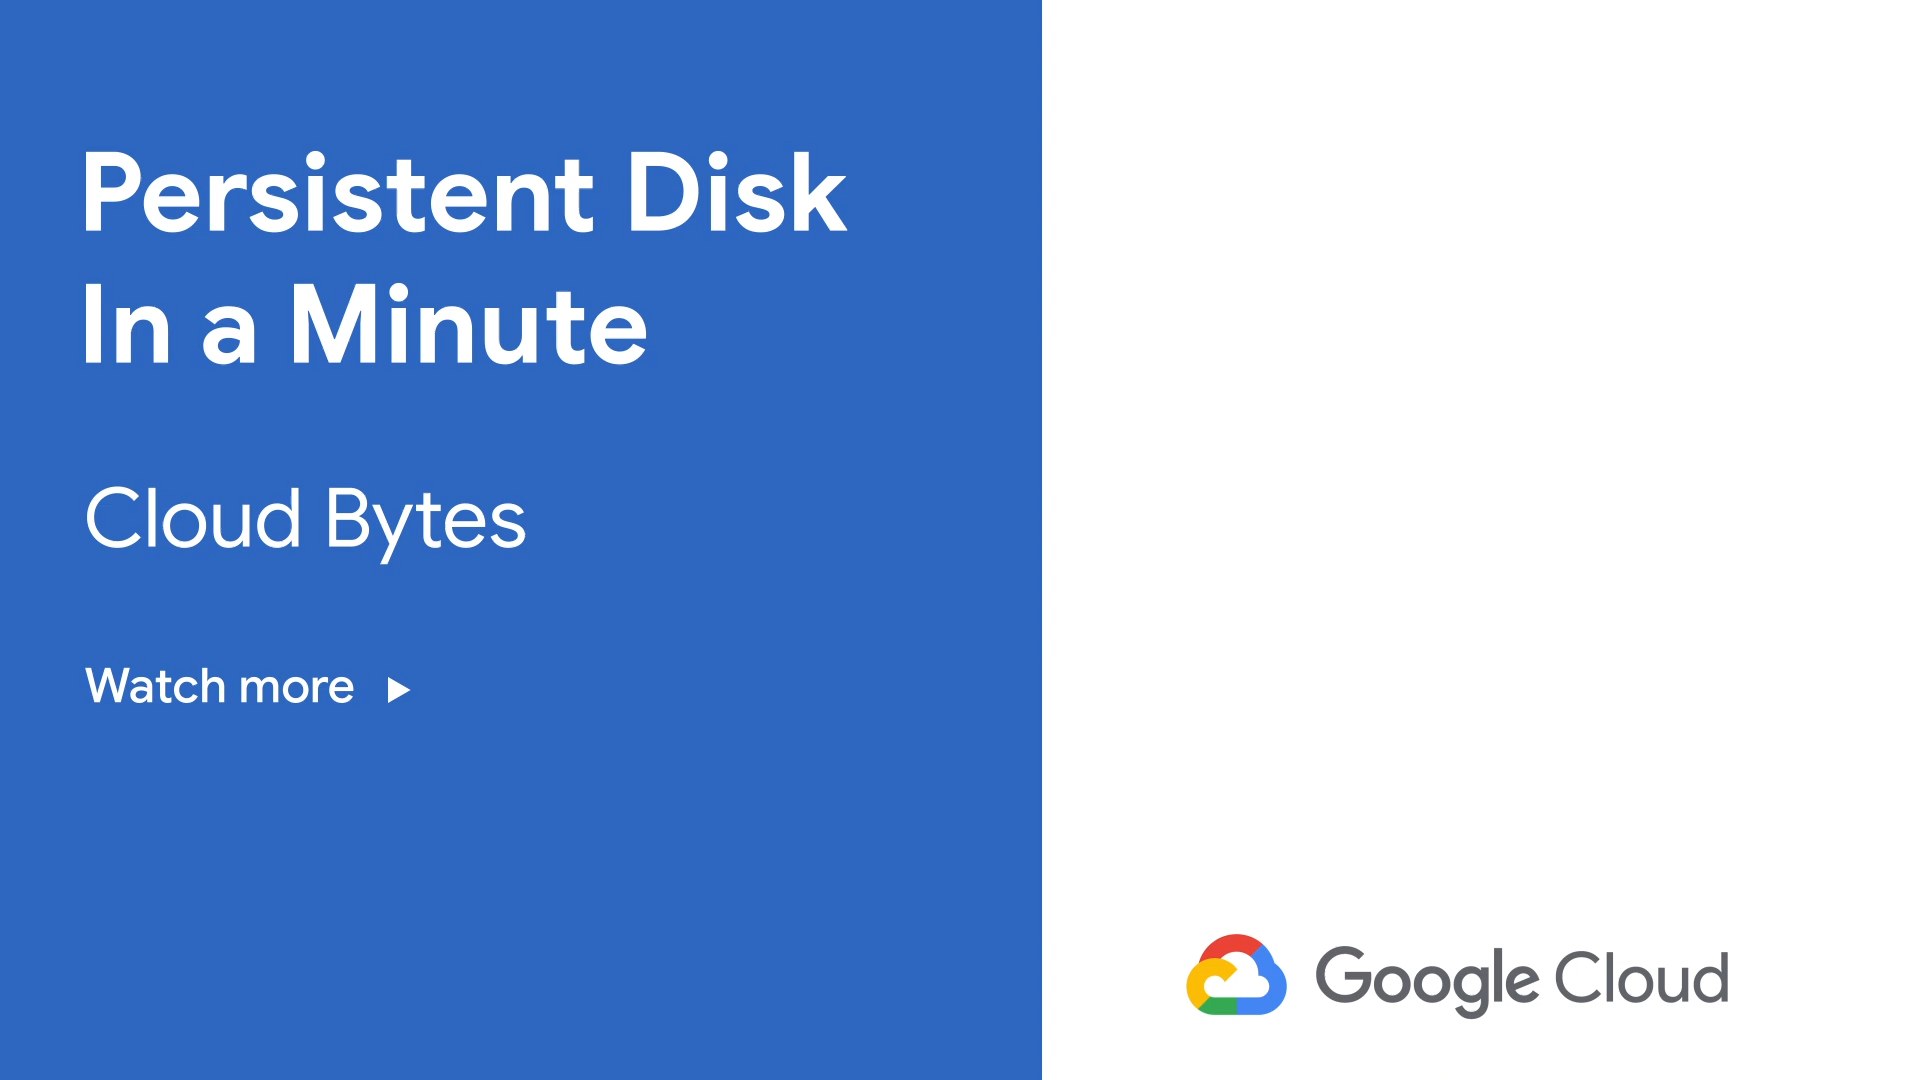 Persistent Disk
In a Minute
Cloud Bytes
Watch more
Google Cloud